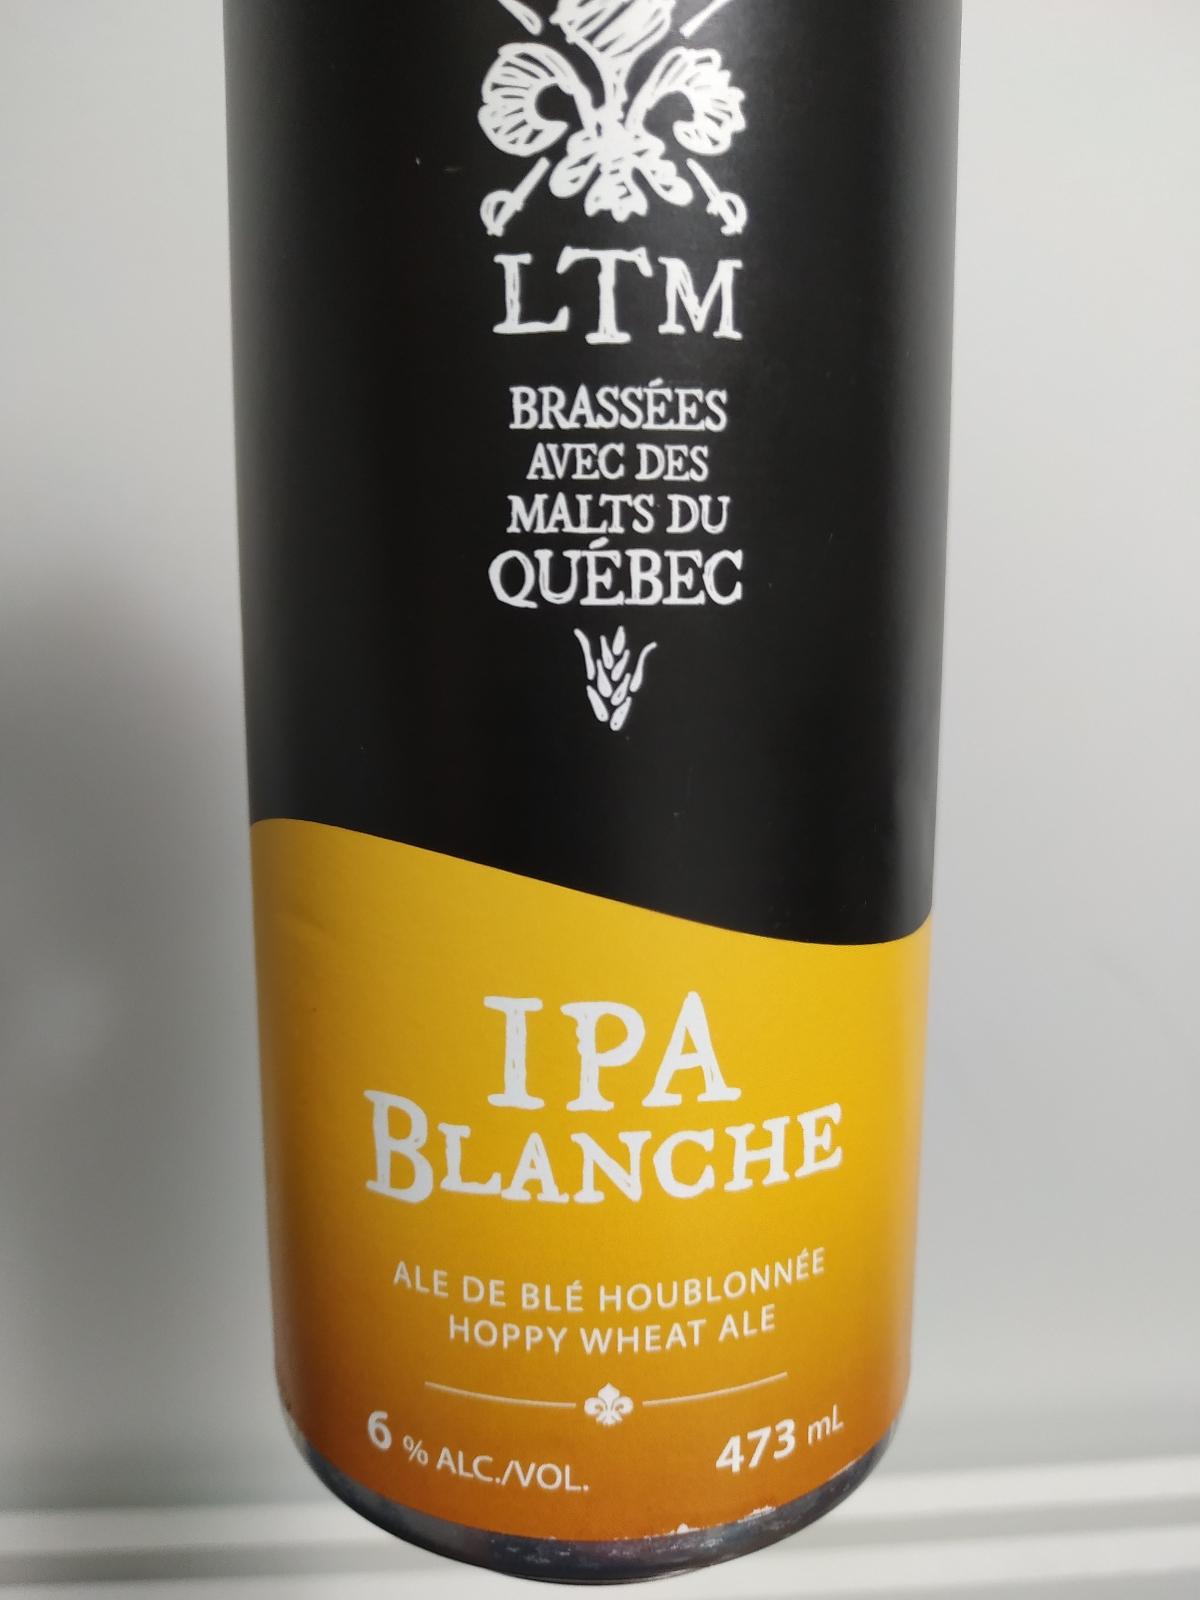 LTM
BRASSÉES
AVEC DES
MALTS DU
QUÉBEC
IPA
BLANCHE
ALE DE BLÉ HOUBLONNÉE
HOPPY WHEAT ALE
6 % ALC./VOL. 473 mL